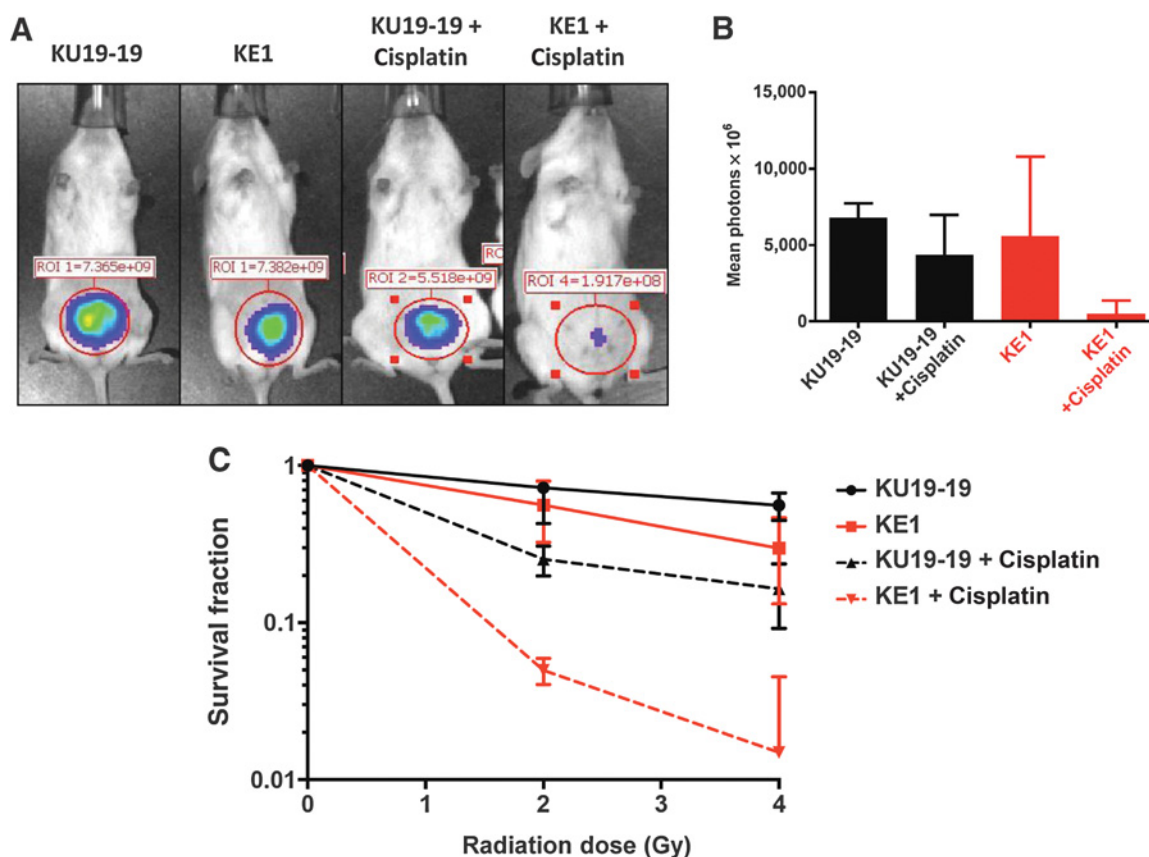 A
KU19-19
KE1
KU19-19 +
Cisplatin
KE1 +
Cisplatin
ROI 1=7.365e+09
ROI 1=7.382e+09
ROI 2=5.518e+09
ROI 4=1.917e+08
B
Mean photons × 10⁶
15,000
10,000
5,000
0
KU19-19
KU19-19
+Cisplatin
KE1
KE1
+Cisplatin
C
Survival fraction
1
0.1
0.01
0
1
2
3
4
Radiation dose (Gy)
KU19-19
KE1
KU19-19 + Cisplatin
KE1 + Cisplatin